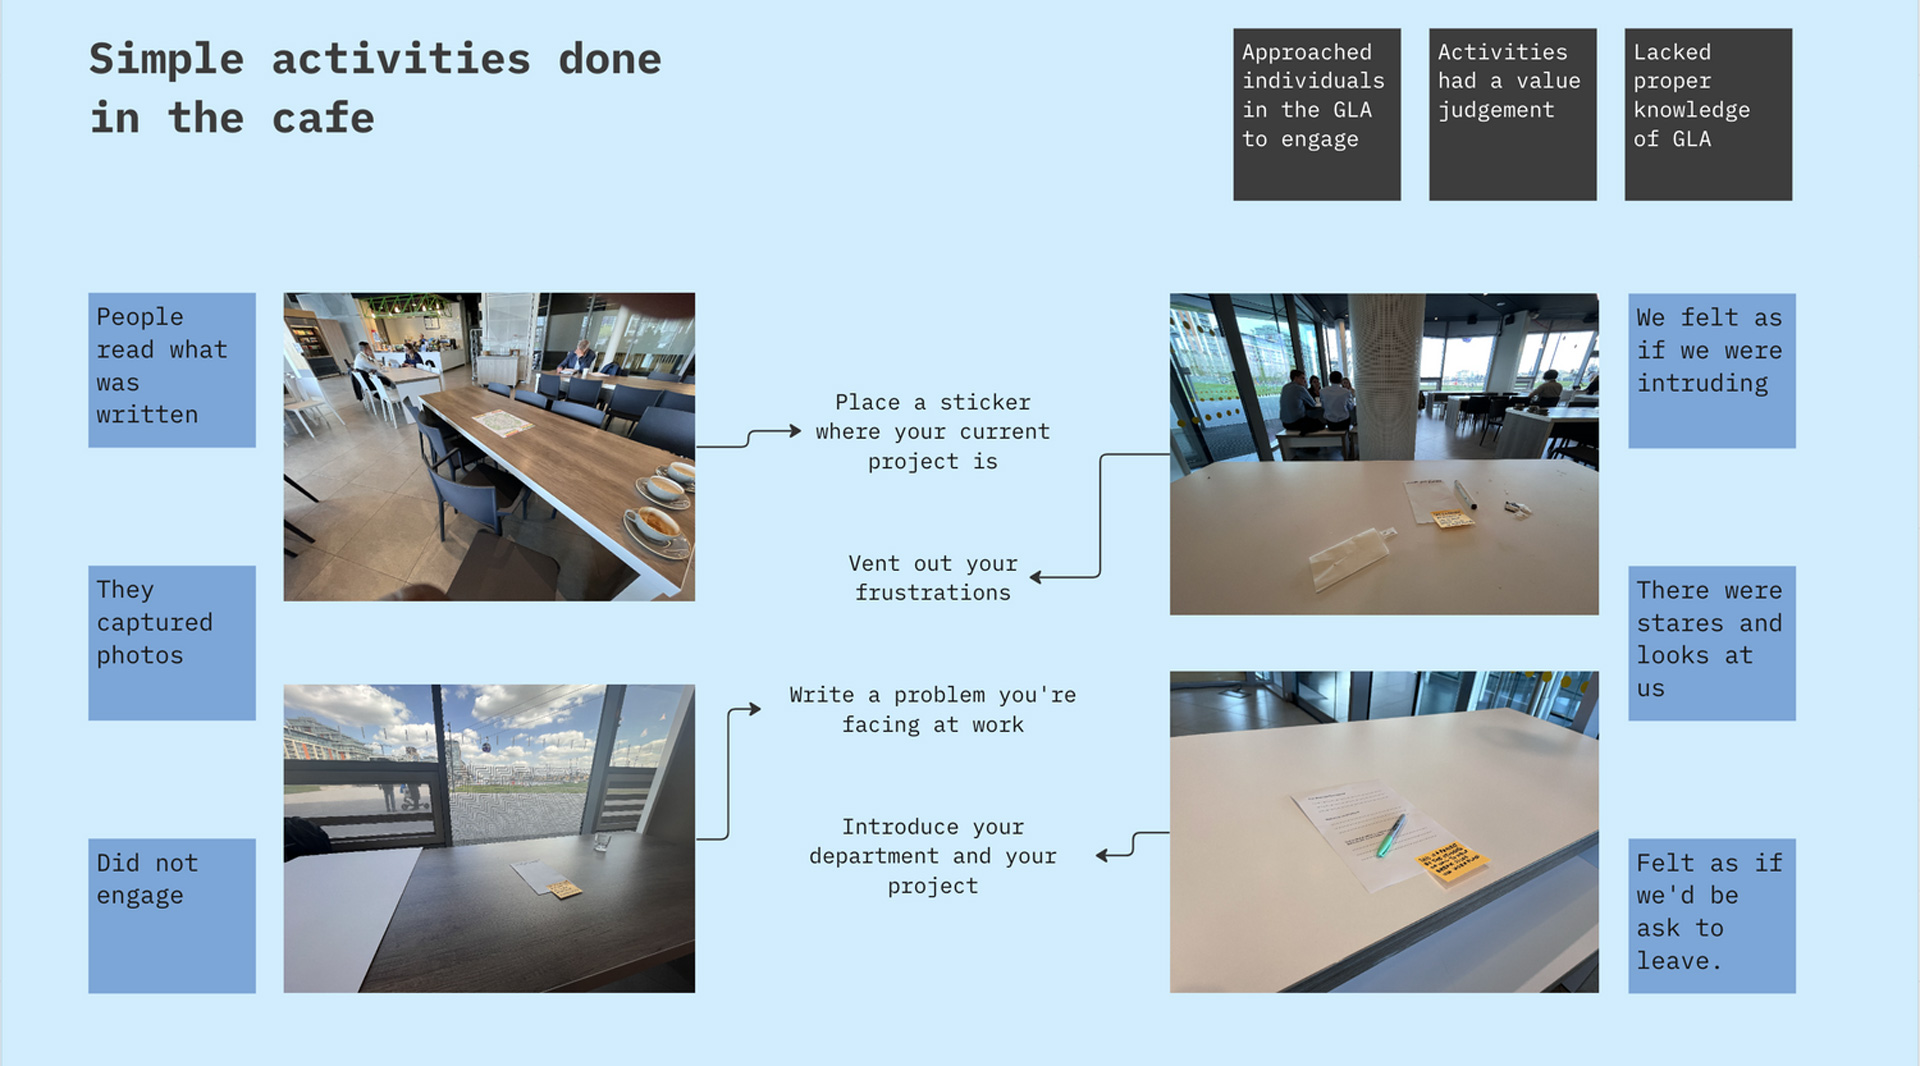 Simple activities done
in the cafe
Approached
individuals
in the GLA
to engage
Activities
had a value
judgement
Lacked
proper
knowledge
of GLA
People
read what
was
written
They
captured
photos
Did not
engage
Place a sticker
where your current
project is
Vent out your
frustrations
Write a problem you're
facing at work
Introduce your
department and your
project
We felt as
if we were
intruding
There were
stares and
looks at
us
Felt as if
we'd be
ask to
leave.